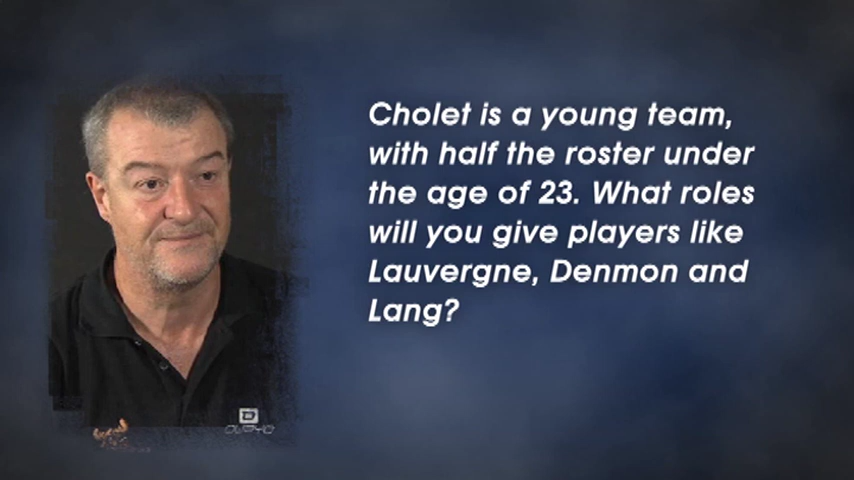 Cholet is a young team,
with half the roster under
the age of 23. What roles
will you give players like
Lauvergne, Denmon and
Lang?